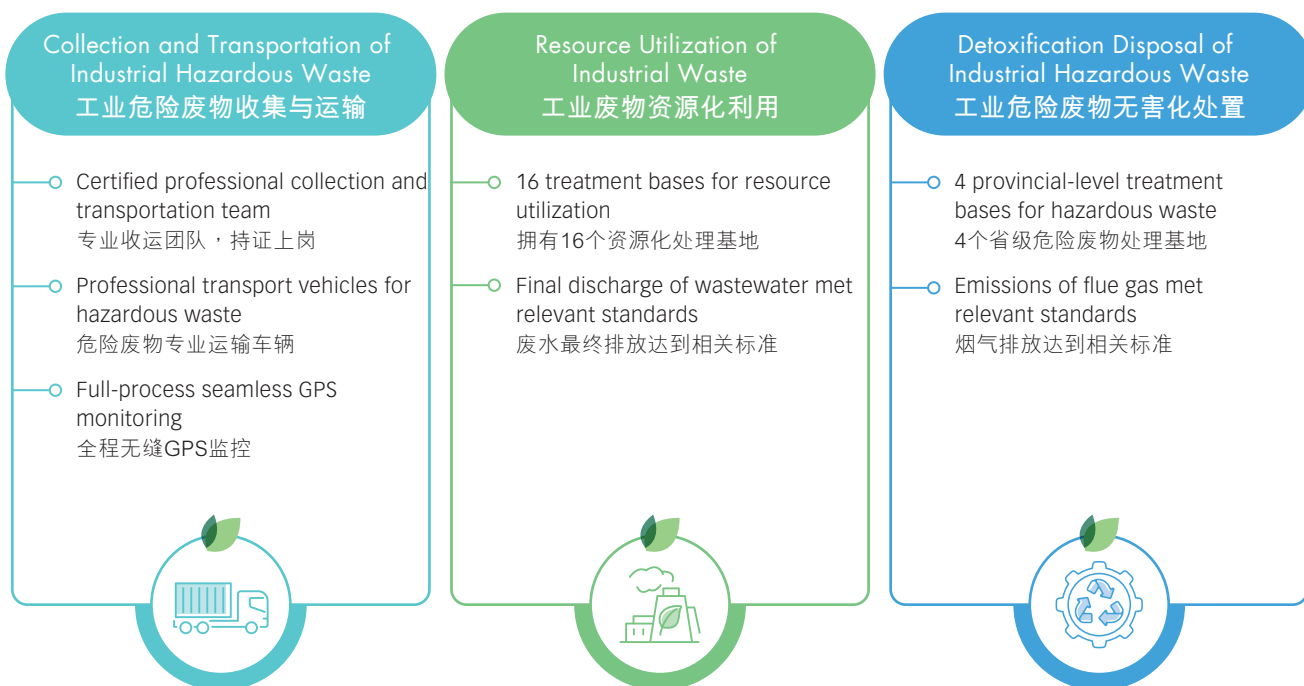 Collection and Transportation of
Industrial Hazardous Waste
工业危险废物收集与运输
Certified professional collection and
transportation team
专业收运团队，持证上岗
Professional transport vehicles for
hazardous waste
危险废物专业运输车辆
Full-process seamless GPS
monitoring
全程无缝GPS监控
Resource Utilization of
Industrial Waste
工业废物资源化利用
16 treatment bases for resource
utilization
拥有16个资源化处理基地
Final discharge of wastewater met
relevant standards
废水最终排放达到相关标准
Detoxification Disposal of
Industrial Hazardous Waste
工业危险废物无害化处置
4 provincial-level treatment
bases for hazardous waste
4个省级危险废物处理基地
Emissions of flue gas met
relevant standards
烟气排放达到相关标准